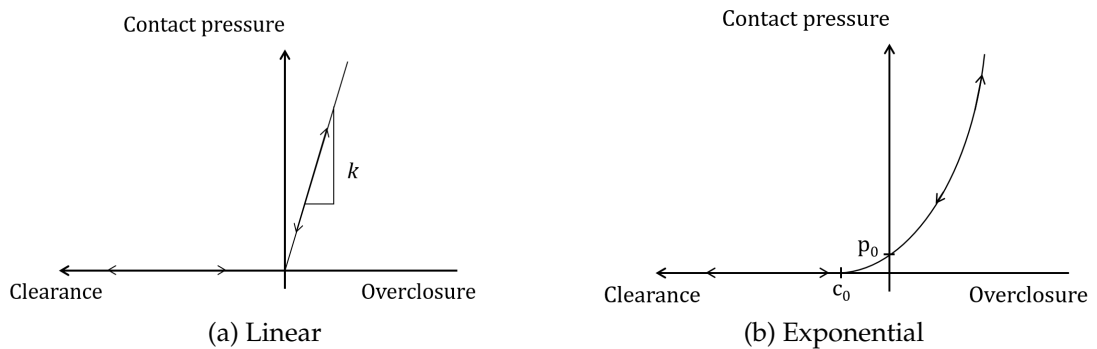 Contact pressure
k
Clearance
Overclosure
(a) Linear
Contact pressure
p₀
c₀
Clearance
Overclosure
(b) Exponential